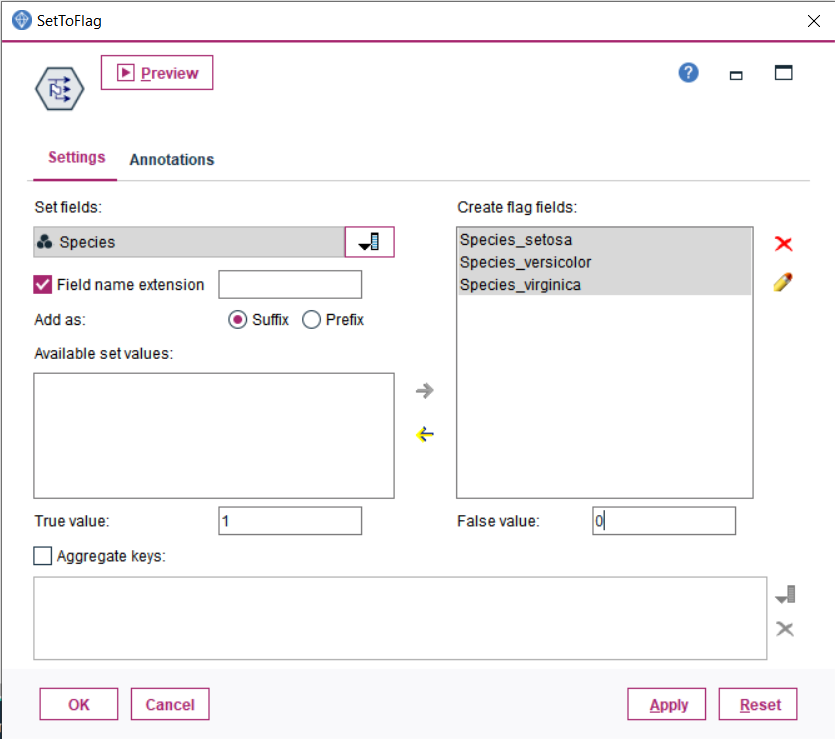 SetToFlag
Preview
?
Settings
Annotations
Set fields:
Create flag fields:
Species
Species_setosa
Species_versicolor
Species_virginica
Field name extension
Add as:
Suffix
Prefix
Available set values:
True value:
1
False value:
0
Aggregate keys:
OK
Cancel
Apply
Reset